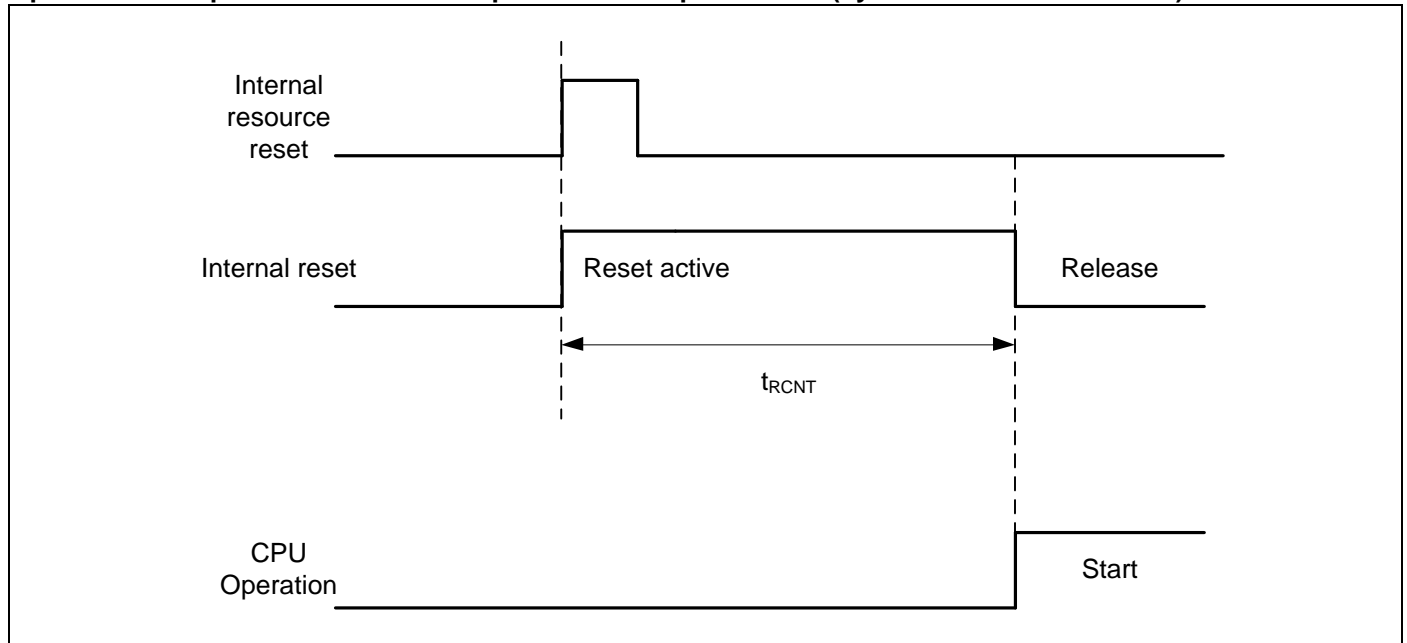 Internal
resource
reset
Internal reset
Reset active
Release
tRCNT
CPU
Operation
Start